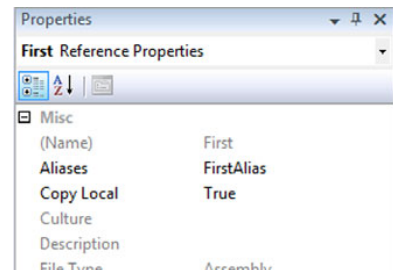 Properties
First Reference Properties
Misc
(Name) First
Aliases FirstAlias
Copy Local True
Culture
Description
File Type Assembly